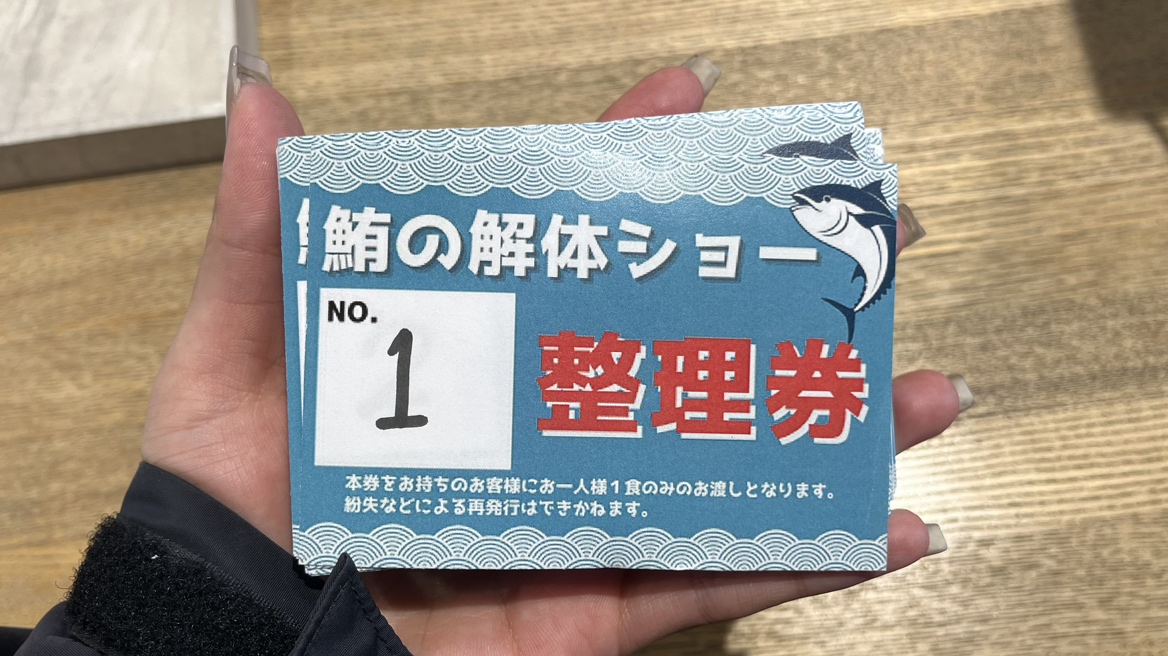 鮪の解体ショー
NO.
1
整理券
本券をお持ちのお客様にお一人様1食のみのお渡しとなります。
紛失などによる再発行はできかねます。